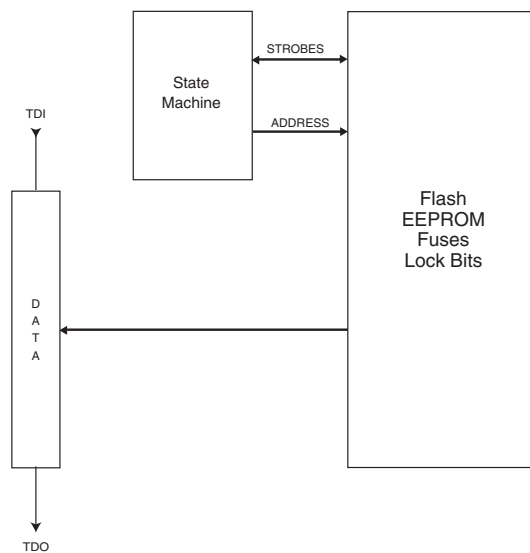 STROBES
State
Machine
TDI
ADDRESS
Flash
EEPROM
Fuses
Lock Bits
D
A
T
A
TDO